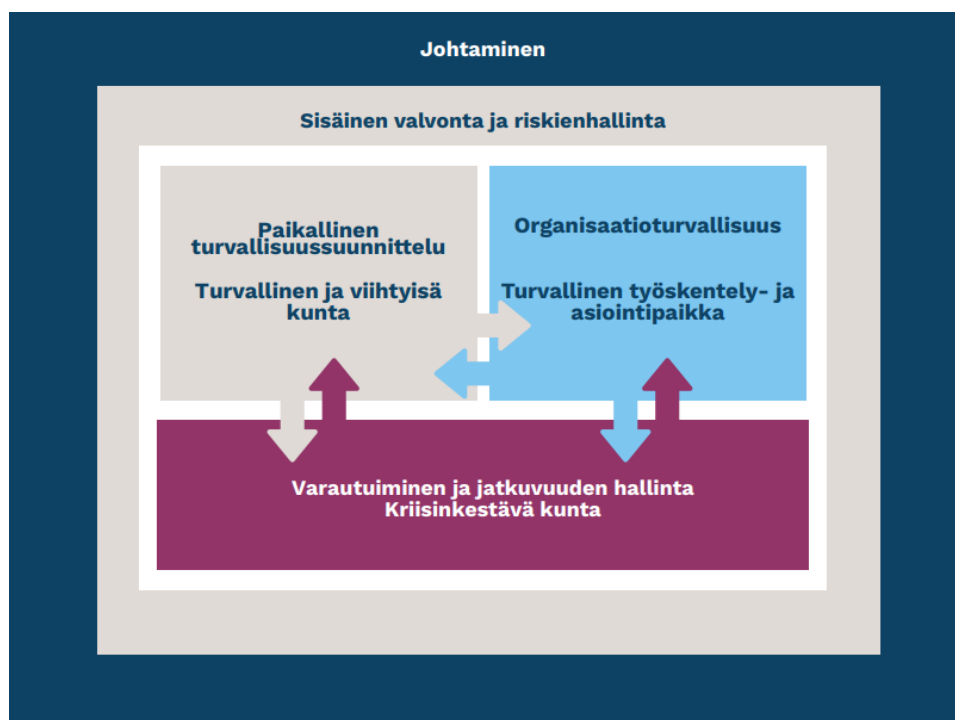 Johtaminen
Sisäinen valvonta ja riskienhallinta
Paikallinen
turvallisuussuunnittelu
Turvallinen ja viihtyisä
kunta
Organisaatioturvallisuus
Turvallinen työskentely- ja
asiointipaikka
Varautuiminen ja jatkuvuuden hallinta
Kriisinkestävä kunta